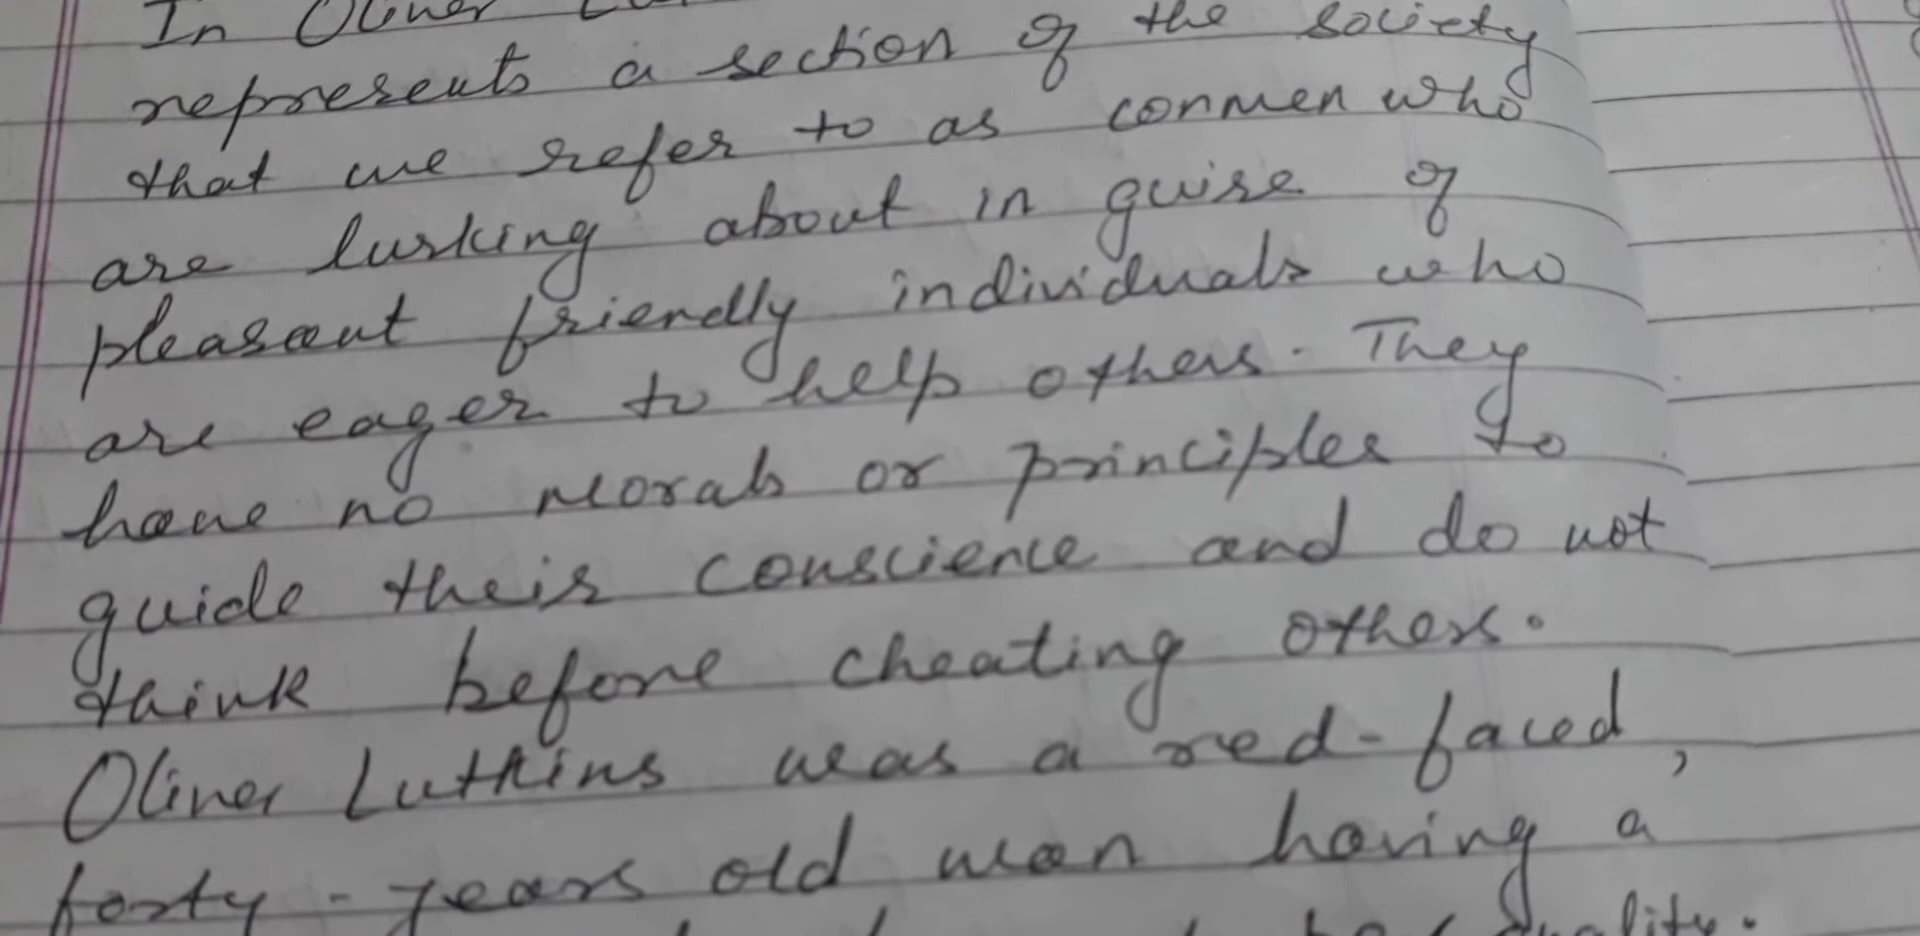 In Oliver
represents a section of the society
that we refer to as conmen who
are lurking about in guise of
pleasant friendly individuals who
are eager to help others. They
have no morals or principles to
guide their conscience and do not
think before cheating others.
Oliver Lutkins was a red-faced,
forty-years old man having a